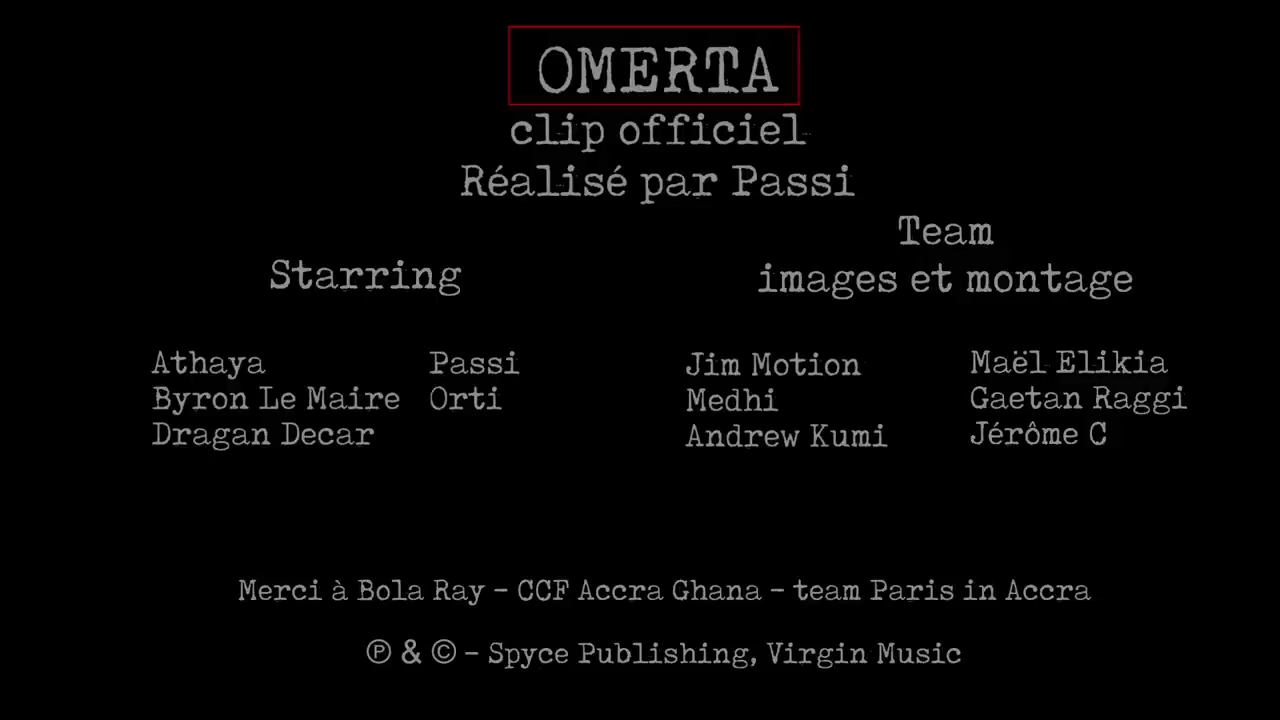 OMERTA
clip officiel
Réalisé par Passi
Starring
Athaya
Byron Le Maire
Dragan Decar
Passi
Orti
Team
images et montage
Jim Motion
Medhi
Andrew Kumi
Maël Elikia
Gaetan Raggi
Jérôme C
Merci à Bola Ray - CCF Accra Ghana - team Paris in Accra
℗ & © - Spyce Publishing, Virgin Music